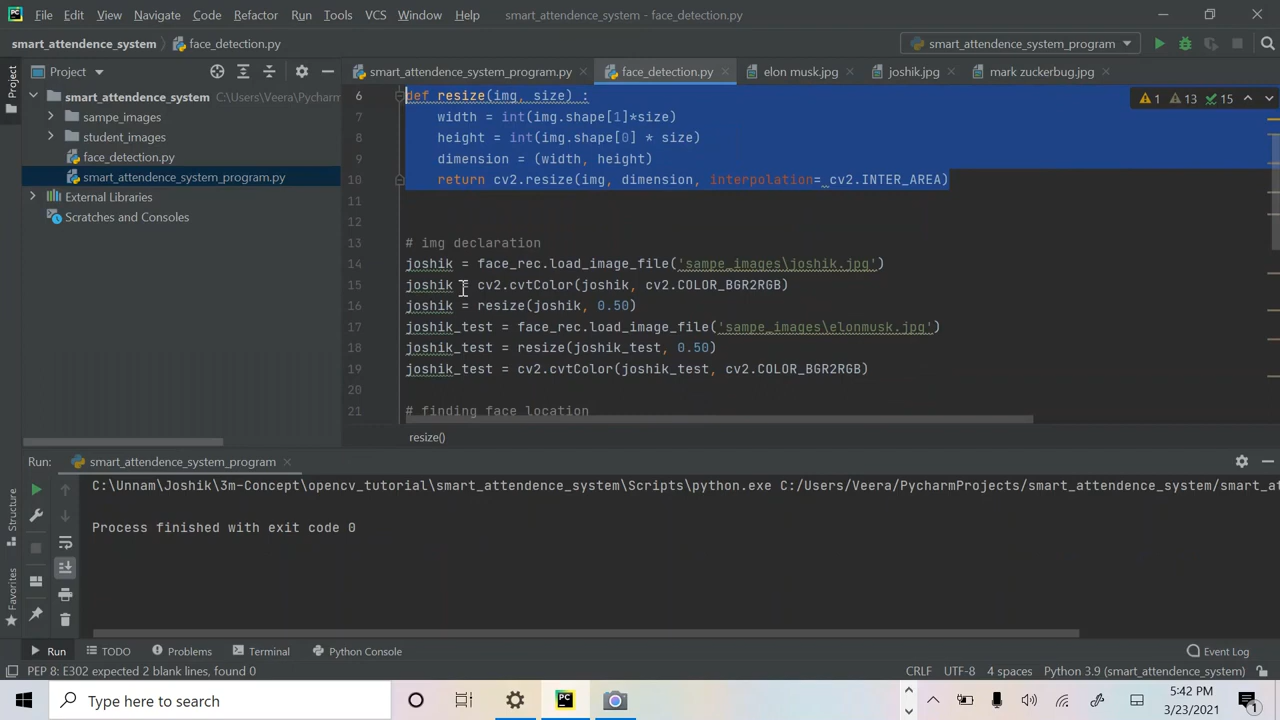 File Edit View Navigate Code Refactor Run Tools VCS Window Help smart_attendence_system - face_detection.py
smart_attendence_system face_detection.py smart_attendence_system_program
Project
Project
smart_attendence_system_program.py face_detection.py elon musk.jpg joshik.jpg mark zuckerbug.jpg
smart_attendence_system C:\Users\Veera\Pycharm
sampe_images
student_images
face_detection.py
smart_attendence_system_program.py
External Libraries
Scratches and Consoles
1 13 15
6 def resize(img, size) :
7 width = int(img.shape[1]*size)
8 height = int(img.shape[0] * size)
9 dimension = (width, height)
10 return cv2.resize(img, dimension, interpolation= cv2.INTER_AREA)
11
12
13 # img declaration
14 joshik = face_rec.load_image_file('sampe_images\joshik.jpg')
15 joshik = cv2.cvtColor(joshik, cv2.COLOR_BGR2RGB)
16 joshik = resize(joshik, 0.50)
17 joshik_test = face_rec.load_image_file('sampe_images\elonmusk.jpg')
18 joshik_test = resize(joshik_test, 0.50)
19 joshik_test = cv2.cvtColor(joshik_test, cv2.COLOR_BGR2RGB)
20
21 # finding face location
resize()
Run: smart_attendence_system_program
C:\Unnam\Joshik\3m-Concept\opencv_tutorial\smart_attendence_system\Scripts\python.exe C:/Users/Veera/PycharmProjects/smart_attendence_system/smart_at
Process finished with exit code 0
Structure
Favorites
Run TODO Problems Terminal Python Console Event Log
PEP 8: E302 expected 2 blank lines, found 0 CRLF UTF-8 4 spaces Python 3.9 (smart_attendence_system)
Type here to search
5:42 PM
3/23/2021
1